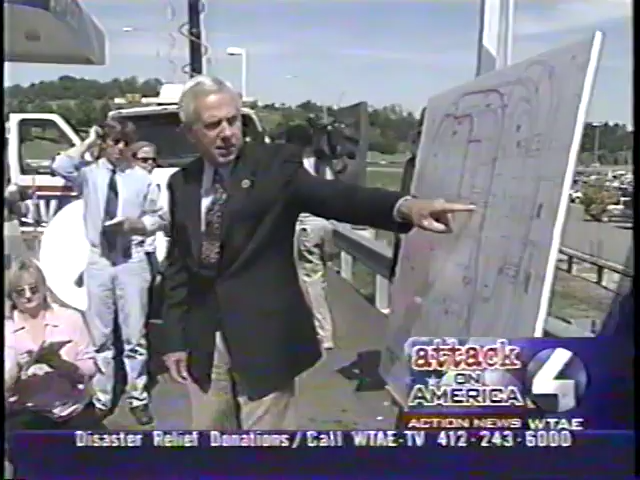 attack
ON
AMERICA
4
ACTION NEWS WTAE
Disaster Relief Donations/Call WTAE-TV 412-243-6000